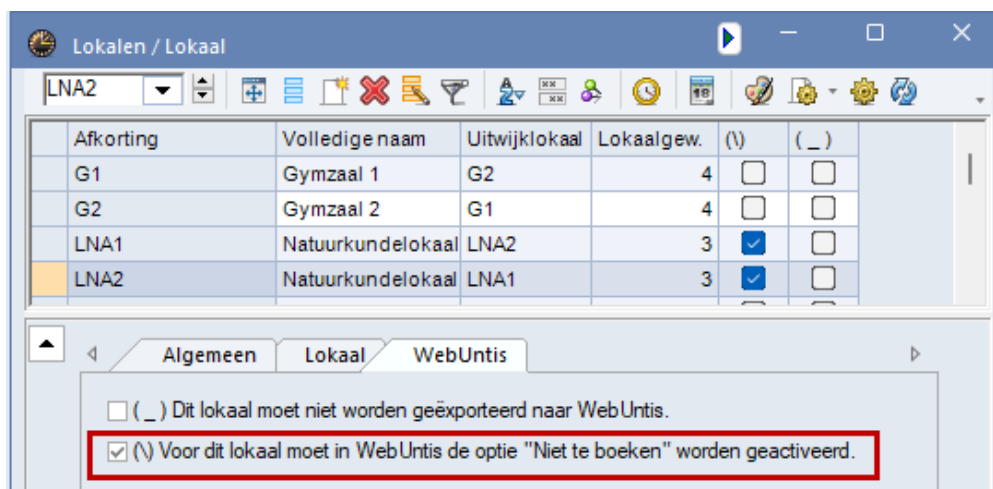 Lokalen / Lokaal
LNA2
Afkorting Volledige naam Uitwijklokaal Lokaalgew. (\) ( _ )
G1 Gymzaal 1 G2 4
G2 Gymzaal 2 G1 4
LNA1 Natuurkundelokaal LNA2 3
LNA2 Natuurkundelokaal LNA1 3
Algemeen Lokaal WebUntis
( _ ) Dit lokaal moet niet worden geëxporteerd naar WebUntis.
(\) Voor dit lokaal moet in WebUntis de optie "Niet te boeken" worden geactiveerd.